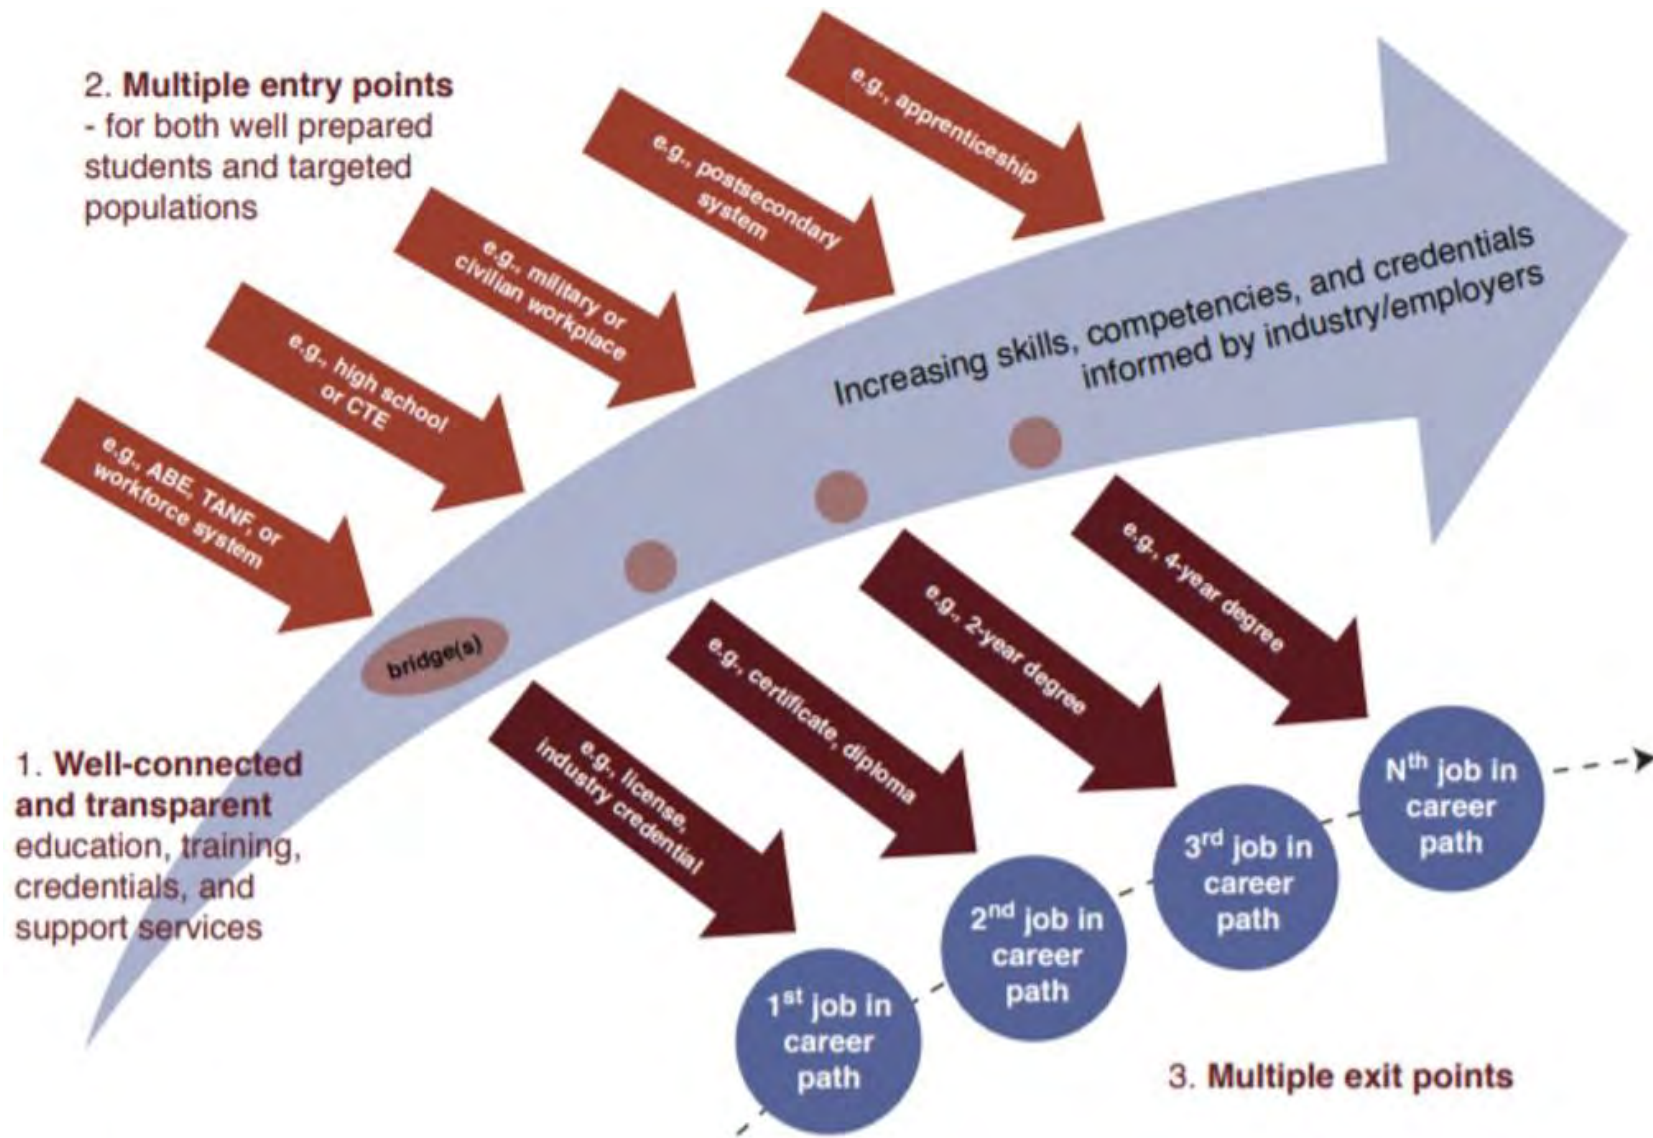 2. Multiple entry points
- for both well prepared
students and targeted
populations
e.g., apprenticeship
e.g., postsecondary
system
e.g., military or
civilian workplace
e.g., high school
or CTE
e.g., ABE, TANF, or
workforce system
Increasing skills, competencies, and credentials
informed by industry/employers
bridge(s)
1. Well-connected
and transparent
education, training,
credentials, and
support services
e.g., license,
industry credential
e.g., certificate, diploma
e.g., 2-year degree
e.g., 4-year degree
1st job in
career
path
2nd job in
career
path
3rd job in
career
path
Nth job in
career
path
3. Multiple exit points